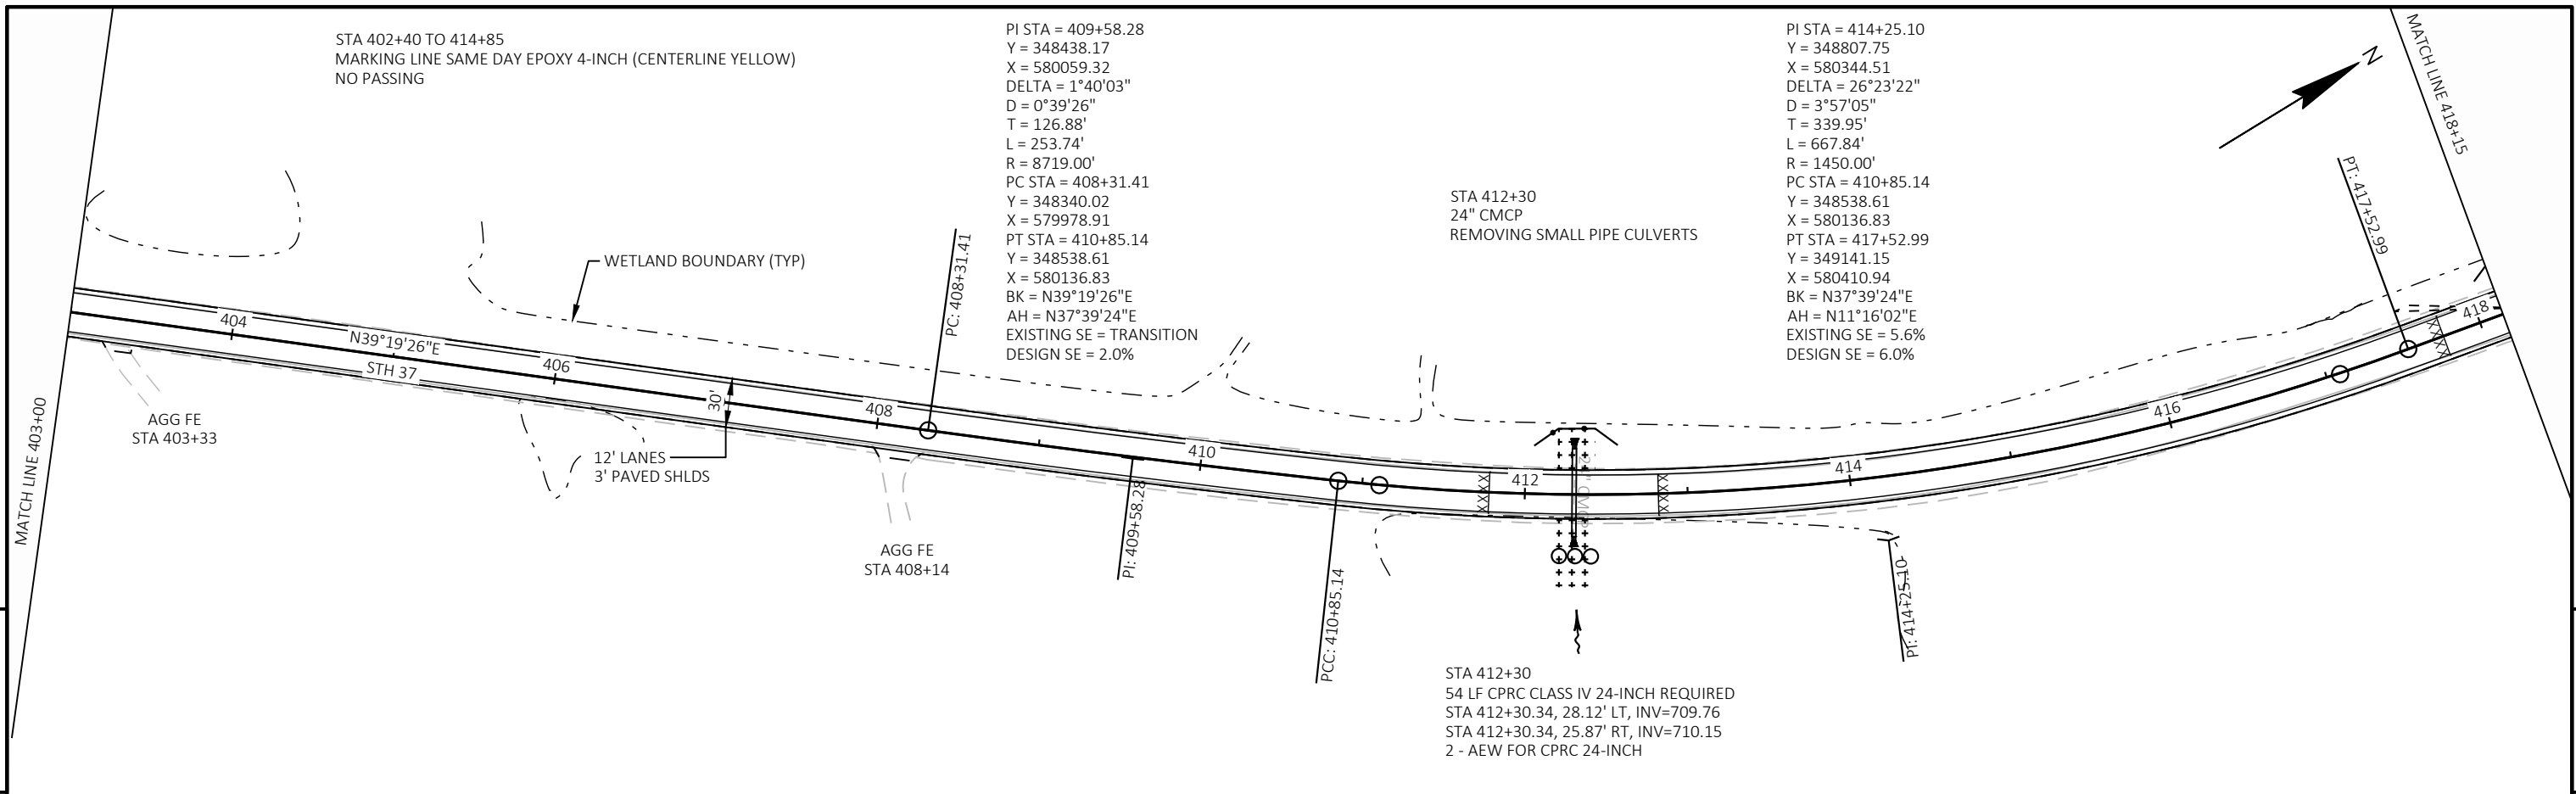 STA 402+40 TO 414+85
MARKING LINE SAME DAY EPOXY 4-INCH (CENTERLINE YELLOW)
NO PASSING
PI STA = 409+58.28
Y = 348438.17
X = 580059.32
DELTA = 1°40'03"
D = 0°39'26"
T = 126.88'
L = 253.74'
R = 8719.00'
PC STA = 408+31.41
Y = 348340.02
X = 579978.91
PT STA = 410+85.14
Y = 348538.61
X = 580136.83
BK = N39°19'26"E
AH = N37°39'24"E
EXISTING SE = TRANSITION
DESIGN SE = 2.0%
STA 412+30
24" CMCP
REMOVING SMALL PIPE CULVERTS
PI STA = 414+25.10
Y = 348807.75
X = 580344.51
DELTA = 26°23'22"
D = 3°57'05"
T = 339.95'
L = 667.84'
R = 1450.00'
PC STA = 410+85.14
Y = 348538.61
X = 580136.83
PT STA = 417+52.99
Y = 349141.15
X = 580410.94
BK = N37°39'24"E
AH = N11°16'02"E
EXISTING SE = 5.6%
DESIGN SE = 6.0%
N
MATCH LINE 418+15
PT: 417+52.99
WETLAND BOUNDARY (TYP)
PC: 408+31.41
404
N39°19'26"E
STH 37
406
30'
408
410
412
414
416
418
MATCH LINE 403+00
AGG FE
STA 403+33
12' LANES
3' PAVED SHLDS
AGG FE
STA 408+14
PI: 409+58.28
PCC: 410+85.14
PI: 414+25.10
STA 412+30
54 LF CPRC CLASS IV 24-INCH REQUIRED
STA 412+30.34, 28.12' LT, INV=709.76
STA 412+30.34, 25.87' RT, INV=710.15
2 - AEW FOR CPRC 24-INCH